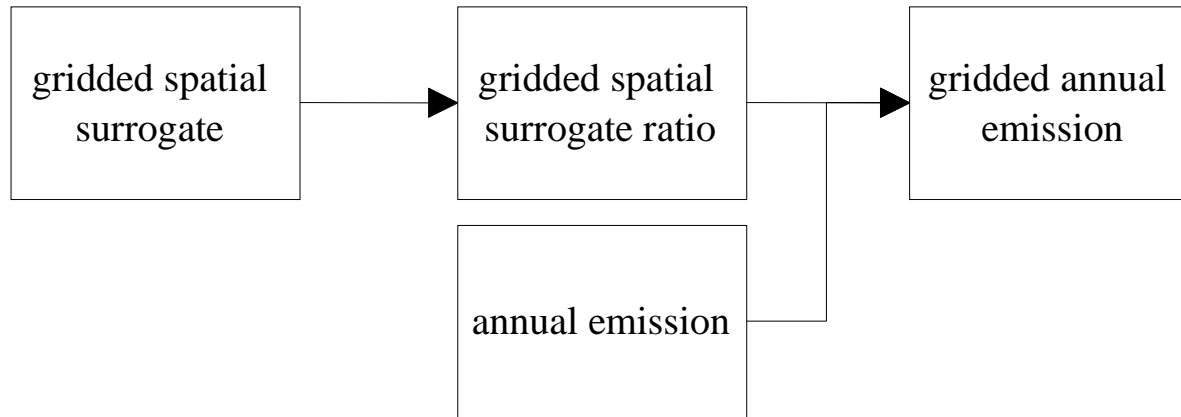 gridded spatial
surrogate
gridded spatial
surrogate ratio
gridded annual
emission
annual emission